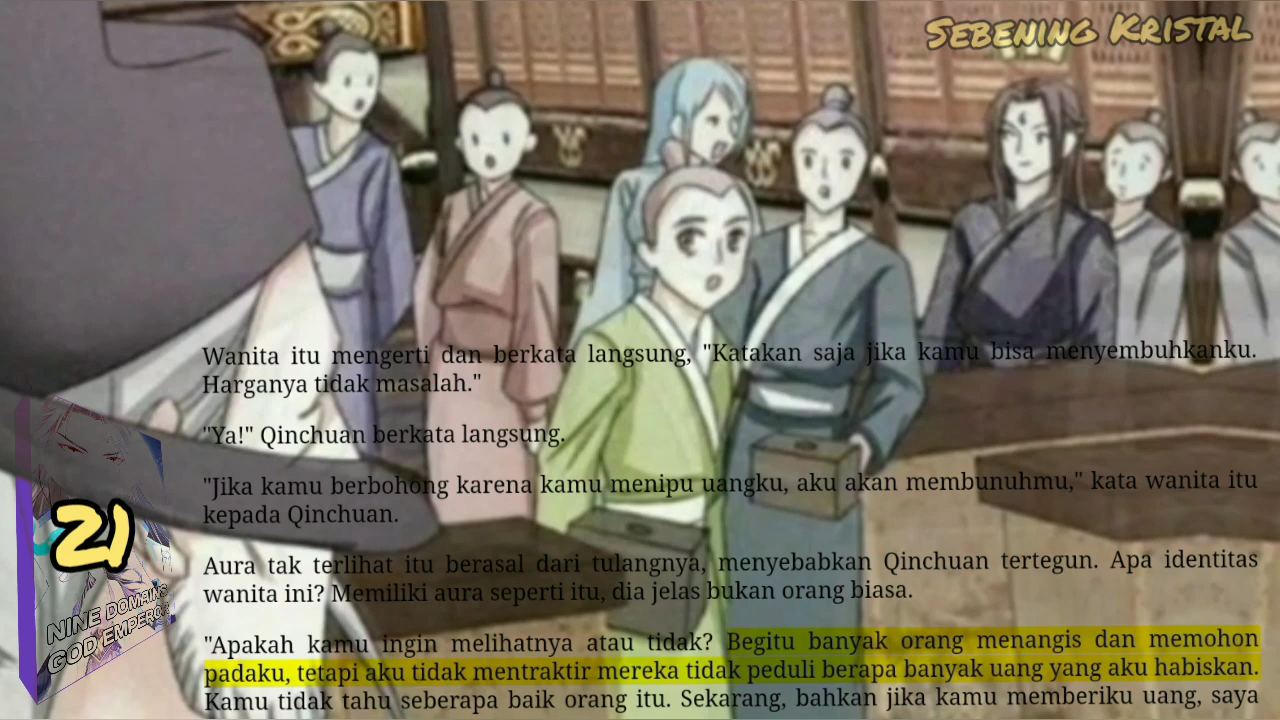 Sebening Kristal
Wanita itu mengerti dan berkata langsung, "Katakan saja jika kamu bisa menyembuhkanku.
Harganya tidak masalah."
"Ya!" Qinchuan berkata langsung.
"Jika kamu berbohong karena kamu menipu uangku, aku akan membunuhmu," kata wanita itu
kepada Qinchuan.
Aura tak terlihat itu berasal dari tulangnya, menyebabkan Qinchuan tertegun. Apa identitas
wanita ini? Memiliki aura seperti itu, dia jelas bukan orang biasa.
"Apakah kamu ingin melihatnya atau tidak? Begitu banyak orang menangis dan memohon
padaku, tetapi aku tidak mentraktir mereka tidak peduli berapa banyak uang yang aku habiskan.
Kamu tidak tahu seberapa baik orang itu. Sekarang, bahkan jika kamu memberiku uang, saya
21
NINE DOMAINS
GOD EMPEROR